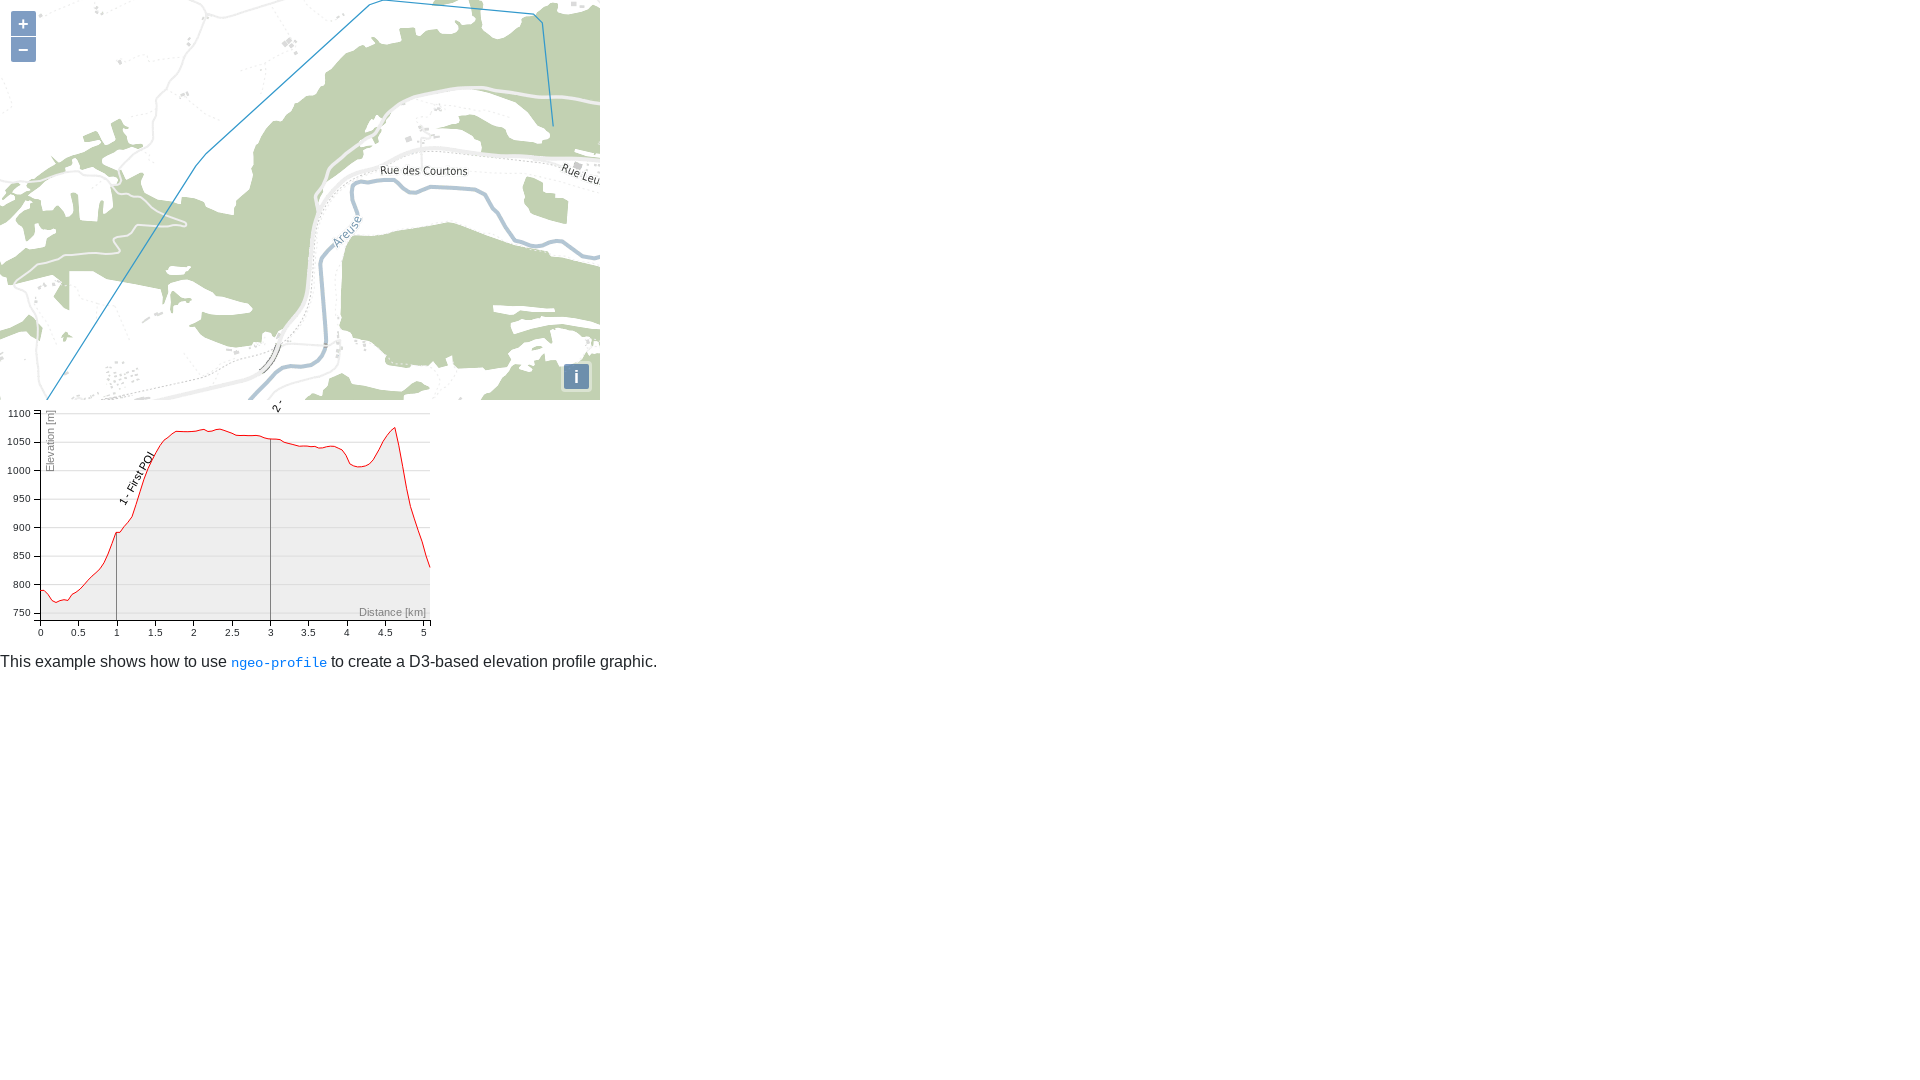 +
−
Rue des Courtons
Rue Leu
Areuse
i
2 -
1100
1050
1000
950
900
850
800
750
Elevation [m]
1 - First POI
Distance [km]
0 0.5 1 1.5 2 2.5 3 3.5 4 4.5 5
This example shows how to use ngeo-profile to create a D3-based elevation profile graphic.